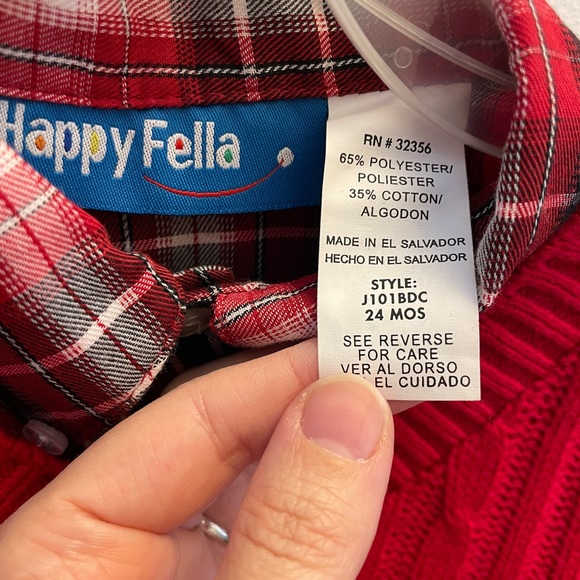 Happy Fella
RN # 32356
65% POLYESTER/
POLIESTER
35% COTTON/
ALGODON
MADE IN EL SALVADOR
HECHO EN EL SALVADOR
STYLE:
J101BDC
24 MOS
SEE REVERSE
FOR CARE
VER AL DORSO
EL CUIDADO